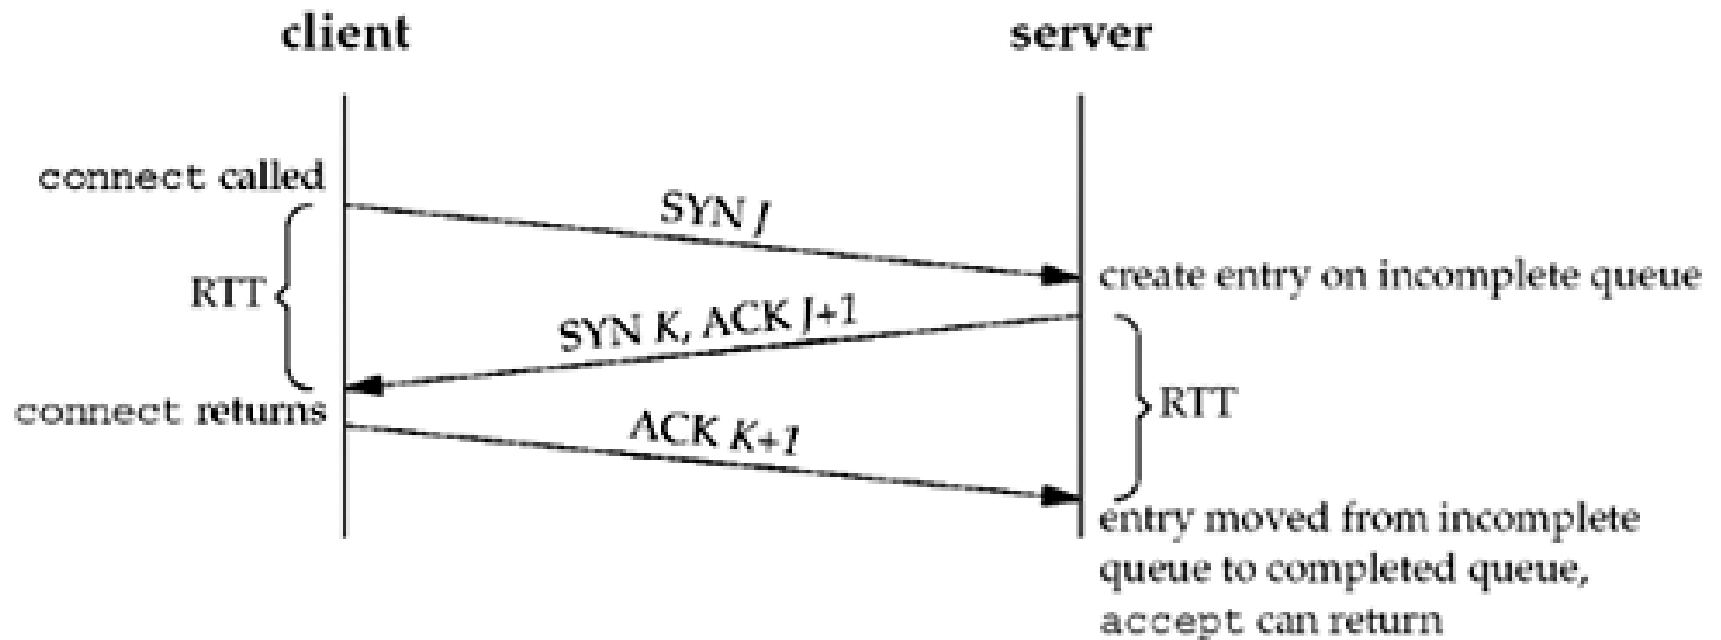 client
server
connect called
SYN J
RTT
create entry on incomplete queue
SYN K, ACK J+1
connect returns
RTT
ACK K+1
entry moved from incomplete
queue to completed queue,
accept can return